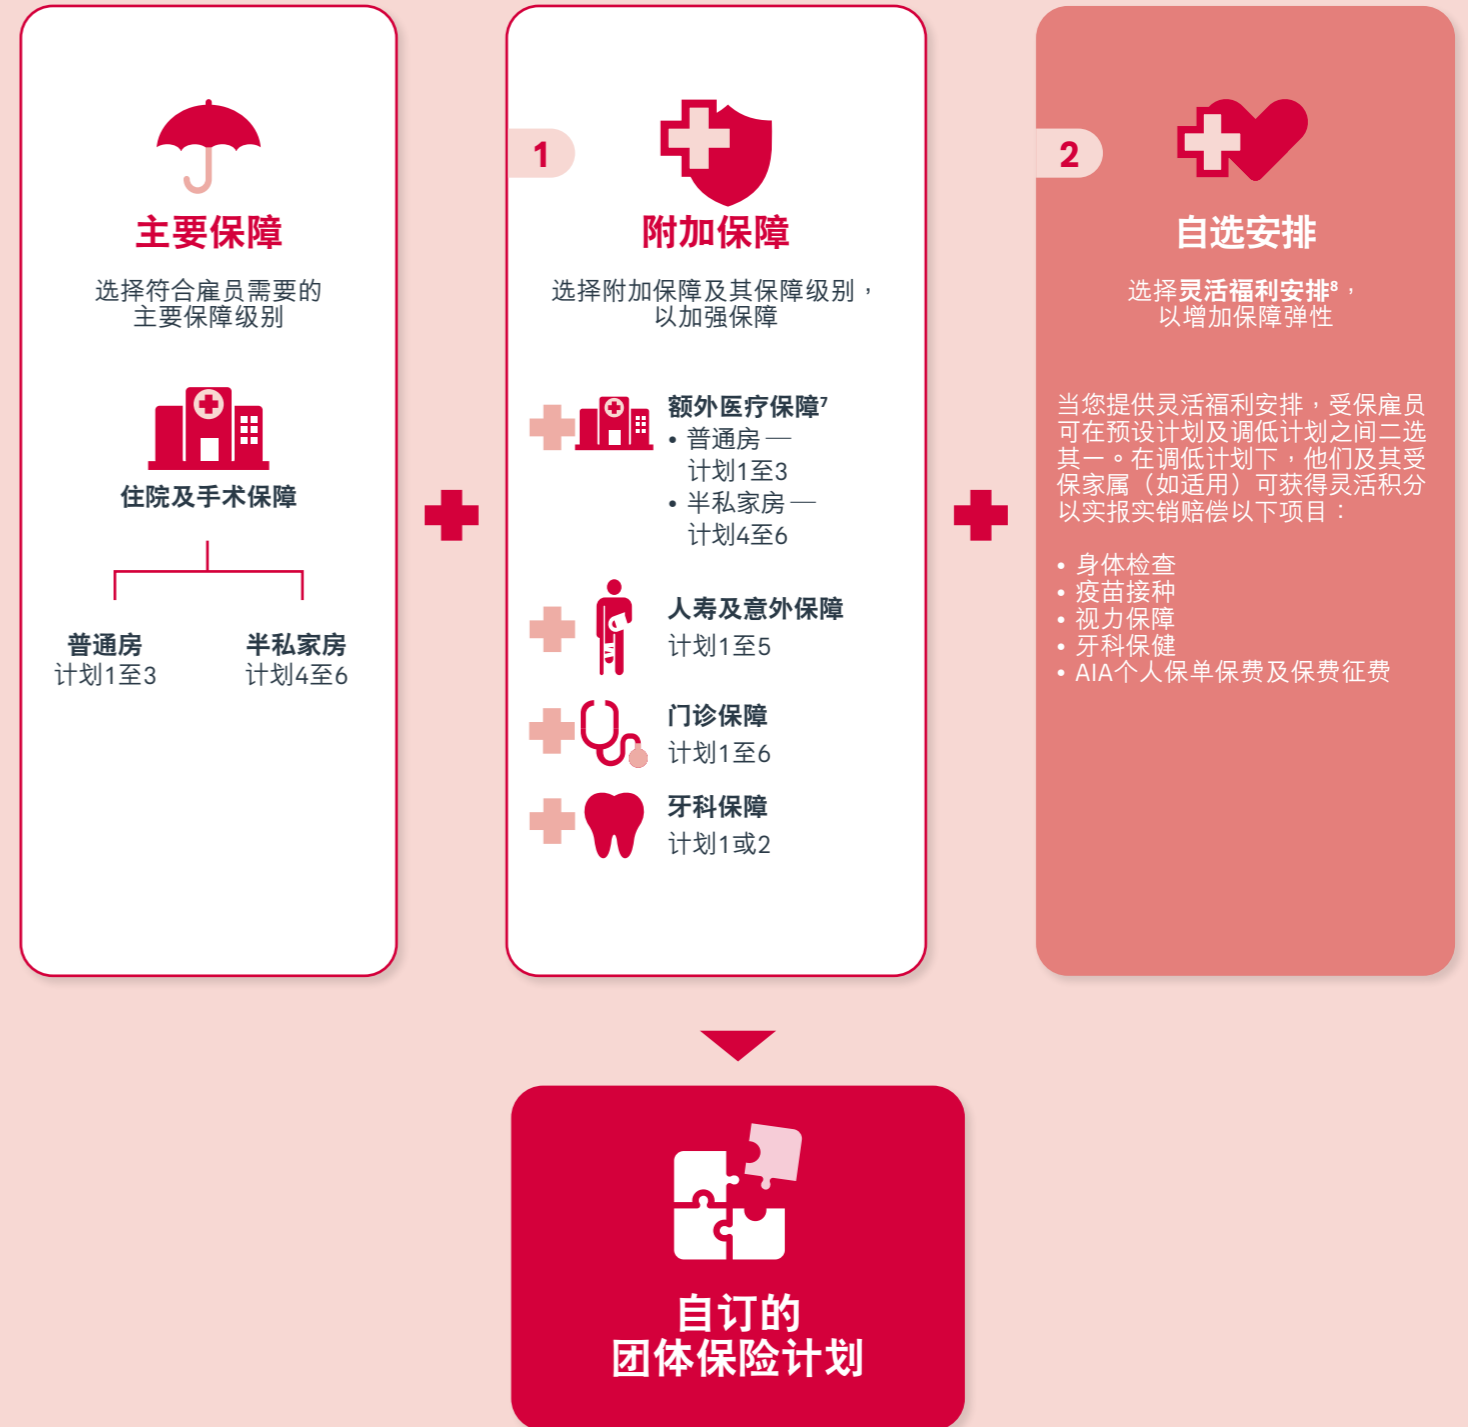 主要保障
选择符合雇员需要的
主要保障级别
住院及手术保障
普通房
计划1至3
半私家房
计划4至6
1
附加保障
选择附加保障及其保障级别，
以加强保障
额外医疗保障⁷
• 普通房 —
计划1至3
• 半私家房 —
计划4至6
人寿及意外保障
计划1至5
门诊保障
计划1至6
牙科保障
计划1或2
2
自选安排
选择灵活福利安排⁸，
以增加保障弹性
当您提供灵活福利安排，受保雇员
可在预设计划及调低计划之间二选
其一。在调低计划下，他们及其受
保家属（如适用）可获得灵活积分
以实报实销赔偿以下项目：
• 身体检查
• 疫苗接种
• 视力保障
• 牙科保健
• AIA个人保单保费及保费征费
自订的
团体保险计划